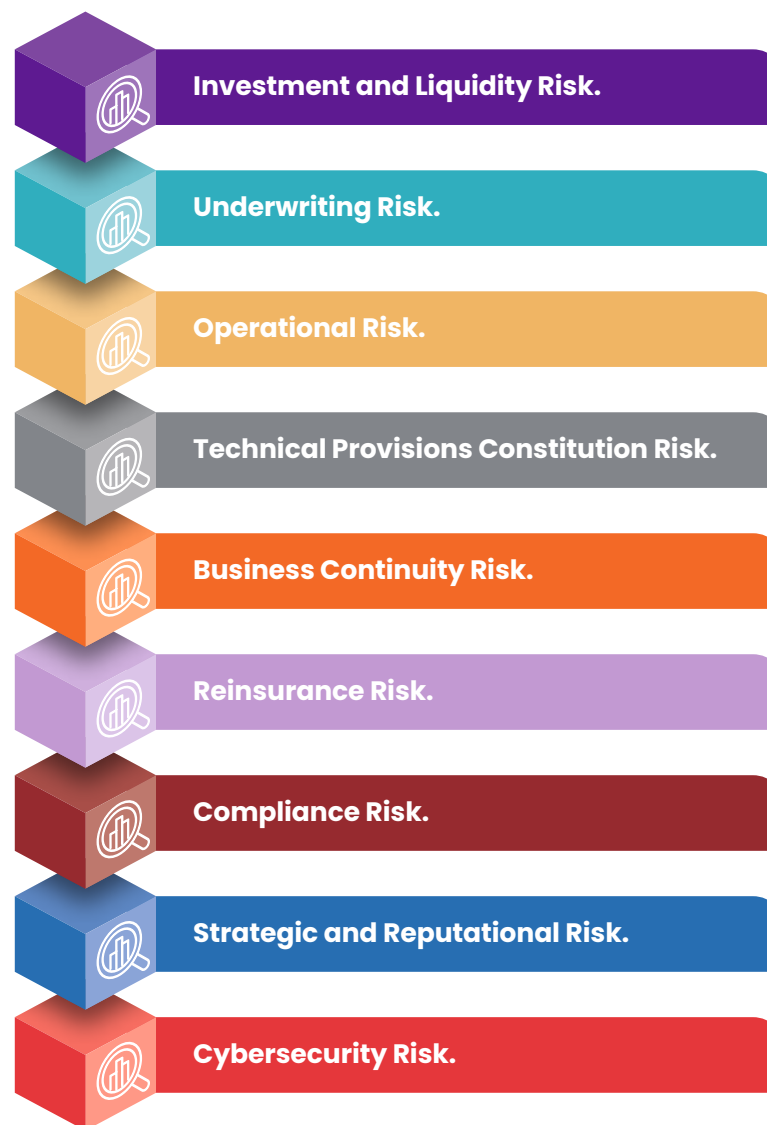 Investment and Liquidity Risk.
Underwriting Risk.
Operational Risk.
Technical Provisions Constitution Risk.
Business Continuity Risk.
Reinsurance Risk.
Compliance Risk.
Strategic and Reputational Risk.
Cybersecurity Risk.